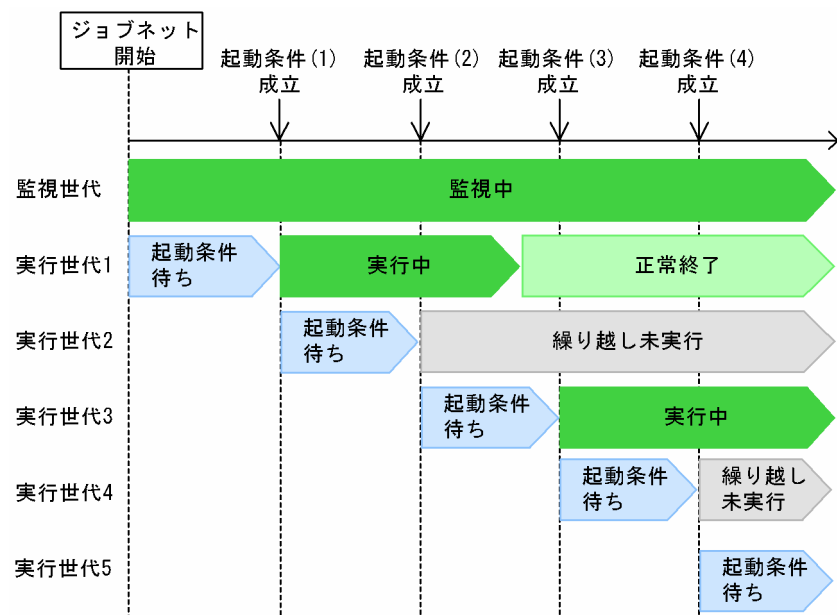 ジョブネット
開始
起動条件(1)
成立
起動条件(2)
成立
起動条件(3)
成立
起動条件(4)
成立
監視世代
監視中
実行世代1
起動条件
待ち
実行中
正常終了
実行世代2
起動条件
待ち
繰り越し未実行
実行世代3
起動条件
待ち
実行中
実行世代4
起動条件
待ち
繰り越し
未実行
実行世代5
起動条件
待ち